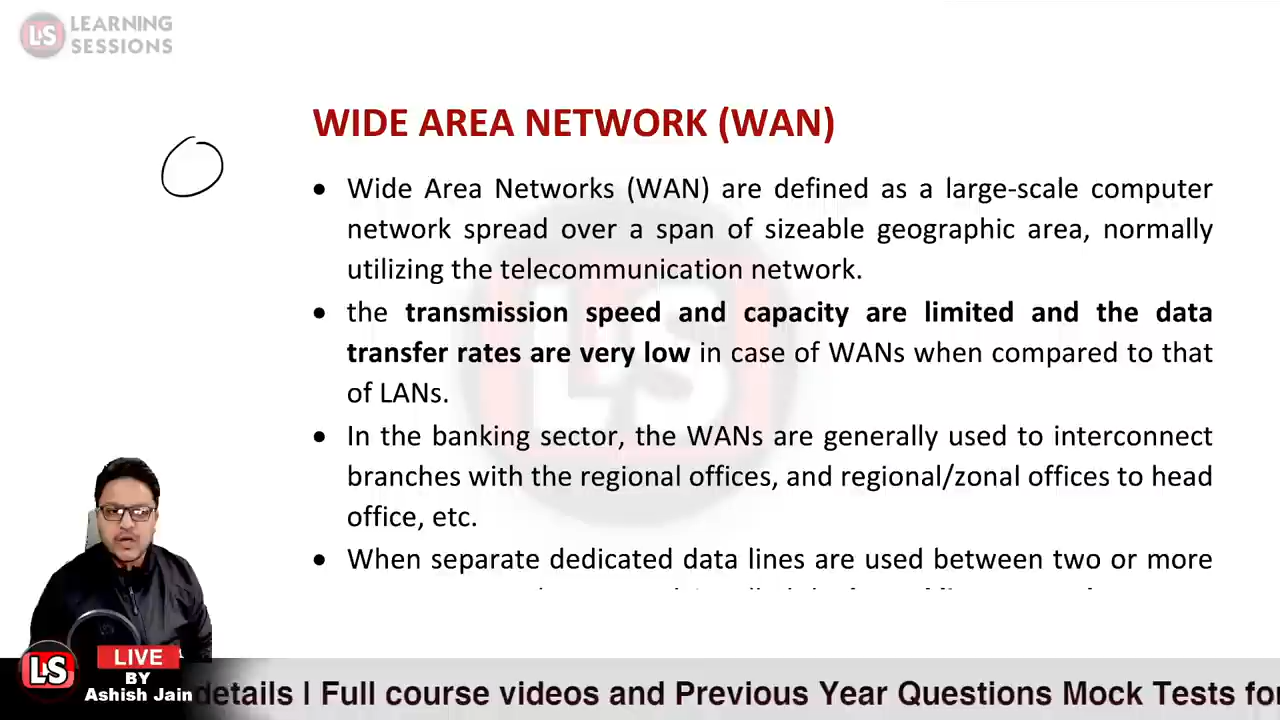 LS LEARNING
SESSIONS
WIDE AREA NETWORK (WAN)
• Wide Area Networks (WAN) are defined as a large-scale computer
network spread over a span of sizeable geographic area, normally
utilizing the telecommunication network.
• the transmission speed and capacity are limited and the data
transfer rates are very low in case of WANs when compared to that
of LANs.
• In the banking sector, the WANs are generally used to interconnect
branches with the regional offices, and regional/zonal offices to head
office, etc.
• When separate dedicated data lines are used between two or more
LS
LS
LIVE
BY
Ashish Jain
details I Full course videos and Previous Year Questions Mock Tests for